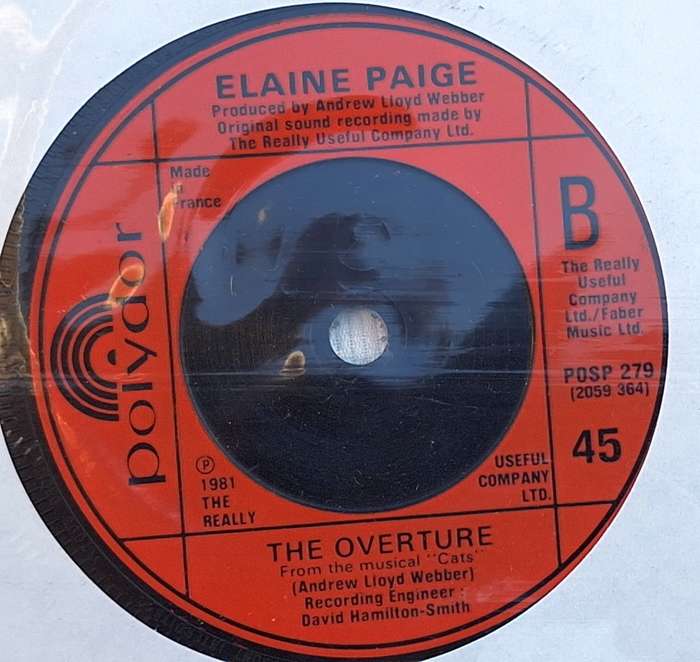 ELAINE PAIGE
Produced by Andrew Lloyd Webber
Original sound recording made by
The Really Useful Company Ltd.
Made
in
France
B
The Really
Useful
Company
Ltd./Faber
Music Ltd.
POSP 279
(2059 364)
45
polydor
℗
1981
THE
REALLY
USEFUL
COMPANY
LTD.
THE OVERTURE
From the musical "Cats"
(Andrew Lloyd Webber)
Recording Engineer:
David Hamilton-Smith